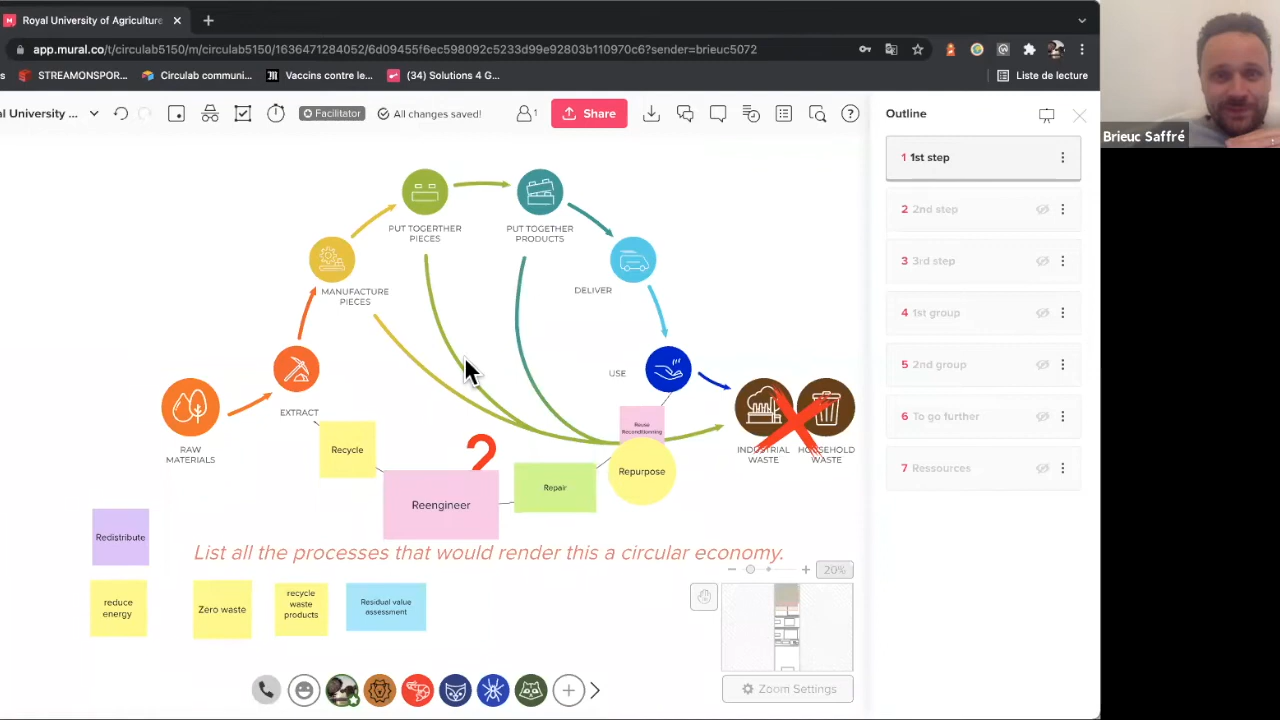 Royal University of Agriculture
app.mural.co/t/circulab5150/m/circulab5150/1636471284052/6d09455f6ec598092c5233d99e92803b110970c6?sender=brieuc5072
s
STREAMONSPOR...
Circulab communi...
Vaccins contre le...
(34) Solutions 4 G...
Liste de lecture
al University ...
Facilitator
All changes saved!
1
Share
Outline
Brieuc Saffré
1 1st step
2 2nd step
3 3rd step
4 1st group
5 2nd group
6 To go further
7 Ressources
PUT TOGERTHER
PIECES
PUT TOGETHER
PRODUCTS
MANUFACTURE
PIECES
DELIVER
USE
EXTRACT
RAW
MATERIALS
INDUSTRIAL
WASTE
HOUSEHOLD
WASTE
Reuse
Reconditionning
Recycle
?
Repurpose
Repair
Reengineer
Redistribute
List all the processes that would render this a circular economy.
20%
reduce
energy
Zero waste
recycle
waste
products
Residual value
assessment
Zoom Settings